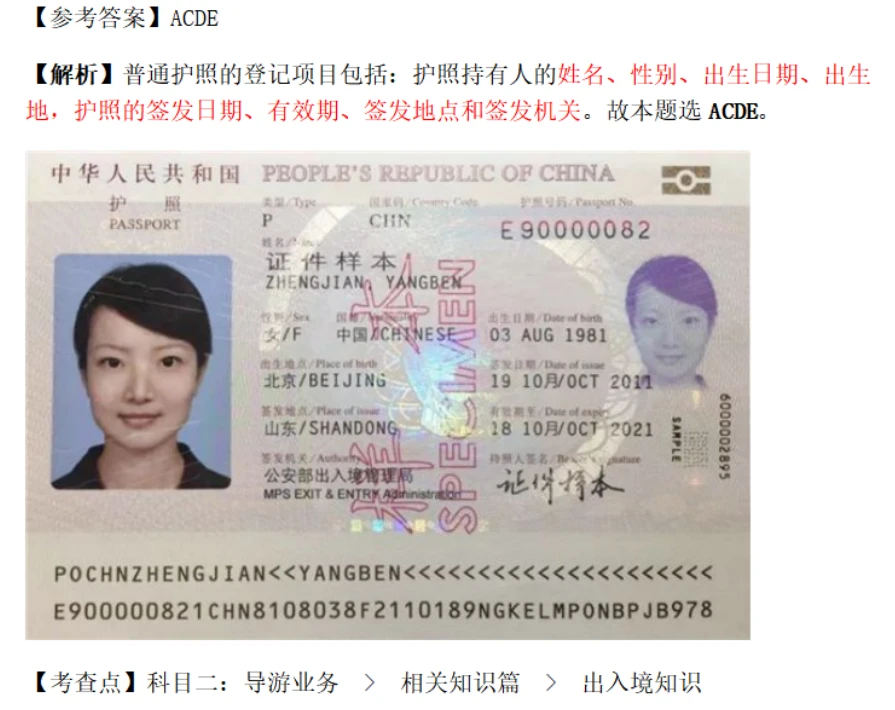 【参考答案】ACDE
【解析】普通护照的登记项目包括：护照持有人的姓名、性别、出生日期、出生
地，护照的签发日期、有效期、签发地点和签发机关。故本题选 ACDE。
中华人民共和国 PEOPLE'S REPUBLIC OF CHINA
护 照 类型/Type 国家码/Country Code 护照号码/Passport No.
PASSPORT P CHN E90000082
姓名/Name
证件样本
ZHENGJIAN, YANGBEN
性别/Sex 国籍/Nationality 出生日期/Date of birth
女/F 中国/CHINESE 03 AUG 1981
出生地点/Place of birth 签发日期/Date of issue
北京/BEIJING 19 10月/OCT 2011
签发地点/Place of issue 有效期至/Date of expiry
山东/SHANDONG 18 10月/OCT 2021
签发机关/Authority 持照人签名/Bearer's signature
公安部出入境管理局 证件样本
MPS EXIT & ENTRY Administration
样本
SPECIMEN
SAMPLE
6000002895
POCHNZHENGJIAN<<YANGBEN<<<<<<<<<<<<<<<<<<<<<
E900000821CHN8108038F2110189NGKELMPONBPJB978
【考查点】科目二：导游业务 > 相关知识篇 > 出入境知识